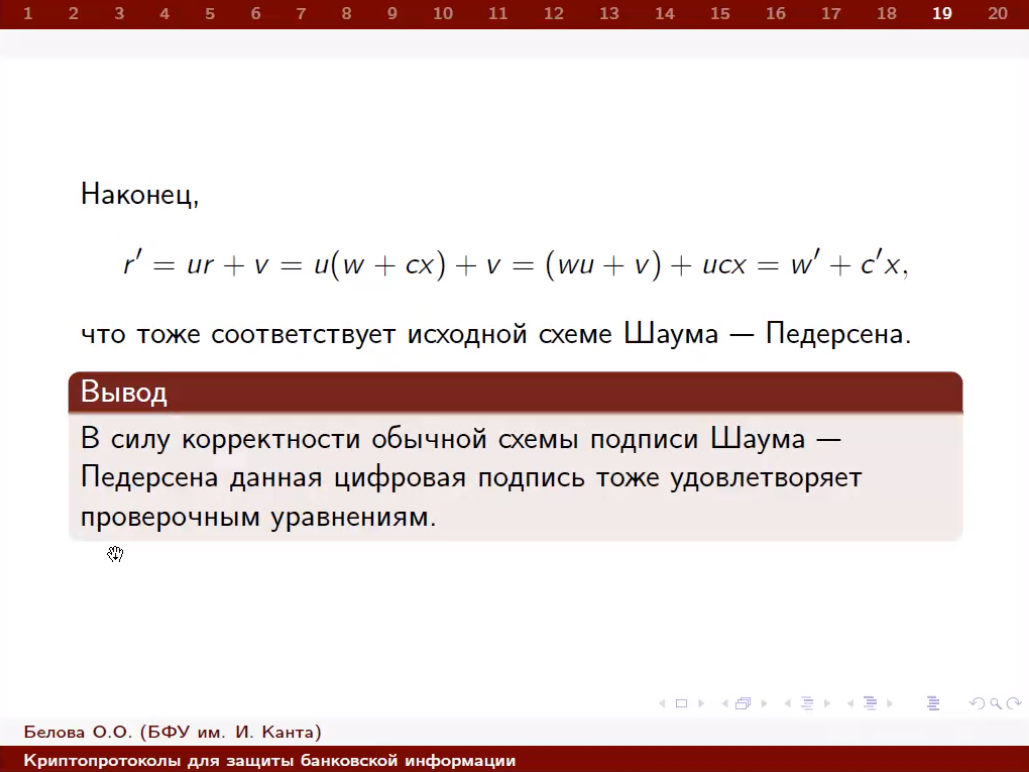 1 2 3 4 5 6 7 8 9 10 11 12 13 14 15 16 17 18 19 20
Наконец,
r′ = ur + v = u(w + cx) + v = (wu + v) + ucx = w′ + c′x,
что тоже соответствует исходной схеме Шаума — Педерсена.
Вывод
В силу корректности обычной схемы подписи Шаума —
Педерсена данная цифровая подпись тоже удовлетворяет
проверочным уравнениям.
Белова О.О. (БФУ им. И. Канта)
Криптопротоколы для защиты банковской информации